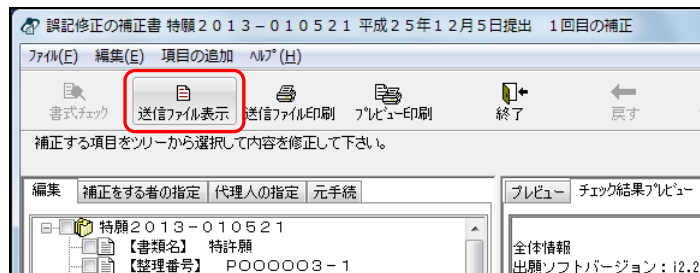 誤記修正の補正書 特願2013-010521 平成25年12月5日提出 1回目の補正
ﾌｧｲﾙ(F) 編集(E) 項目の追加 ﾍﾙﾌﾟ(H)
書式ﾁｪｯｸ 送信ﾌｧｲﾙ表示 送信ﾌｧｲﾙ印刷 ﾌﾟﾚﾋﾞｭｰ印刷 終了 戻す
補正する項目をツリーから選択して内容を修正して下さい。
編集 補正をする者の指定 代理人の指定 元手続 プレビュー チェック結果ﾌﾟﾚﾋﾞｭｰ
特願2013-010521
【書類名】 特許願
【整理番号】 P000003-1
全体情報
出願ソフトバージョン:i2.2